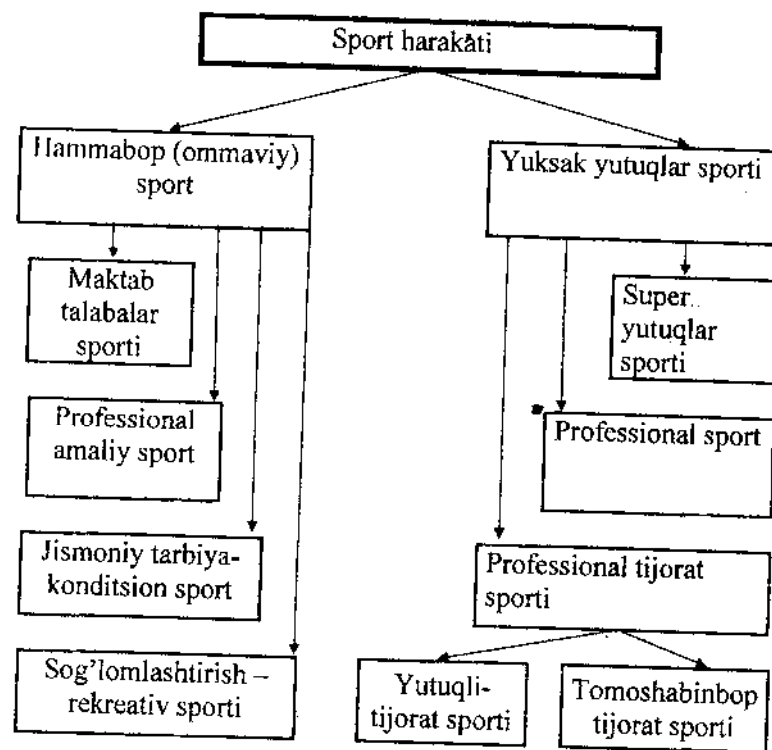 Sport harakati
Hammabop (ommaviy)
sport
Yuksak yutuqlar sporti
Maktab
talabalar
sporti
Super
yutuqlar
sporti
Professional
amaliy sport
Professional sport
Jismoniy tarbiya-
konditsion sport
Professional tijorat
sporti
Sog'lomlashtirish –
rekreativ sporti
Yutuqli-
tijorat sporti
Tomoshabinbop
tijorat sporti